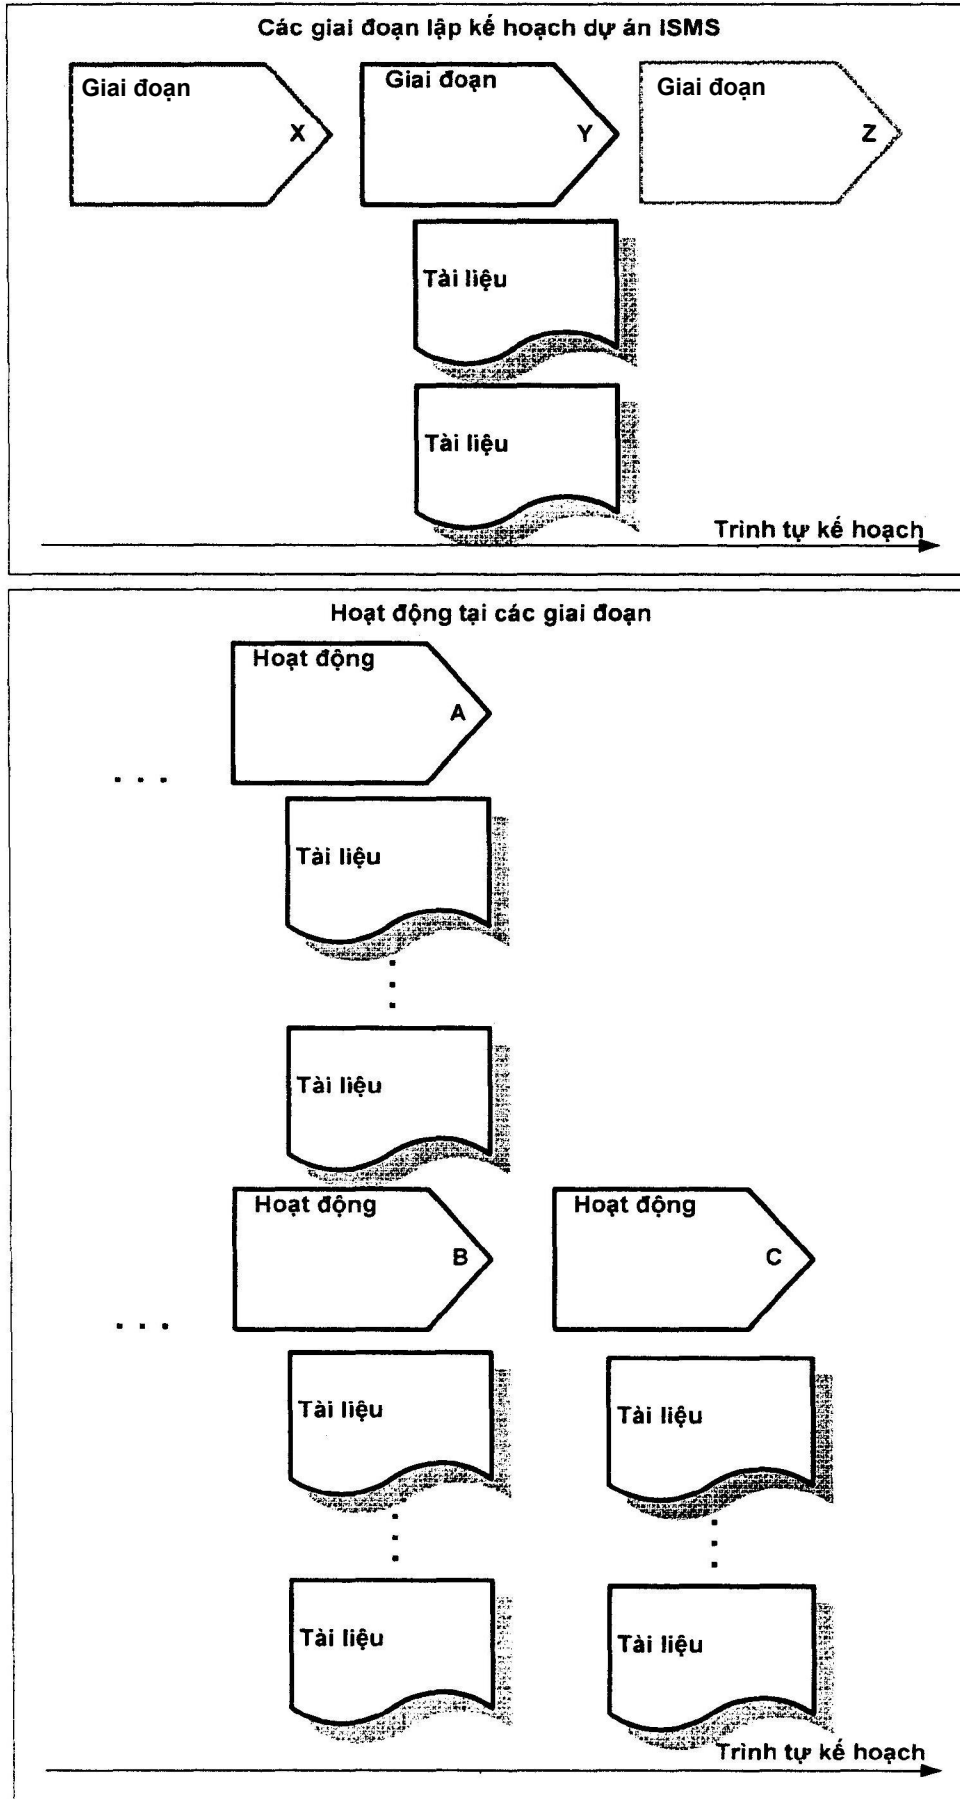 Các giai đoạn lập kế hoạch dự án ISMS
Giai đoạn
X
Giai đoạn
Y
Giai đoạn
Z
Tài liệu
Tài liệu
Trình tự kế hoạch
Hoạt động tại các giai đoạn
Hoạt động
A
. . .
Tài liệu
Tài liệu
Hoạt động
B
Hoạt động
C
. . .
Tài liệu
Tài liệu
Tài liệu
Tài liệu
Trình tự kế hoạch